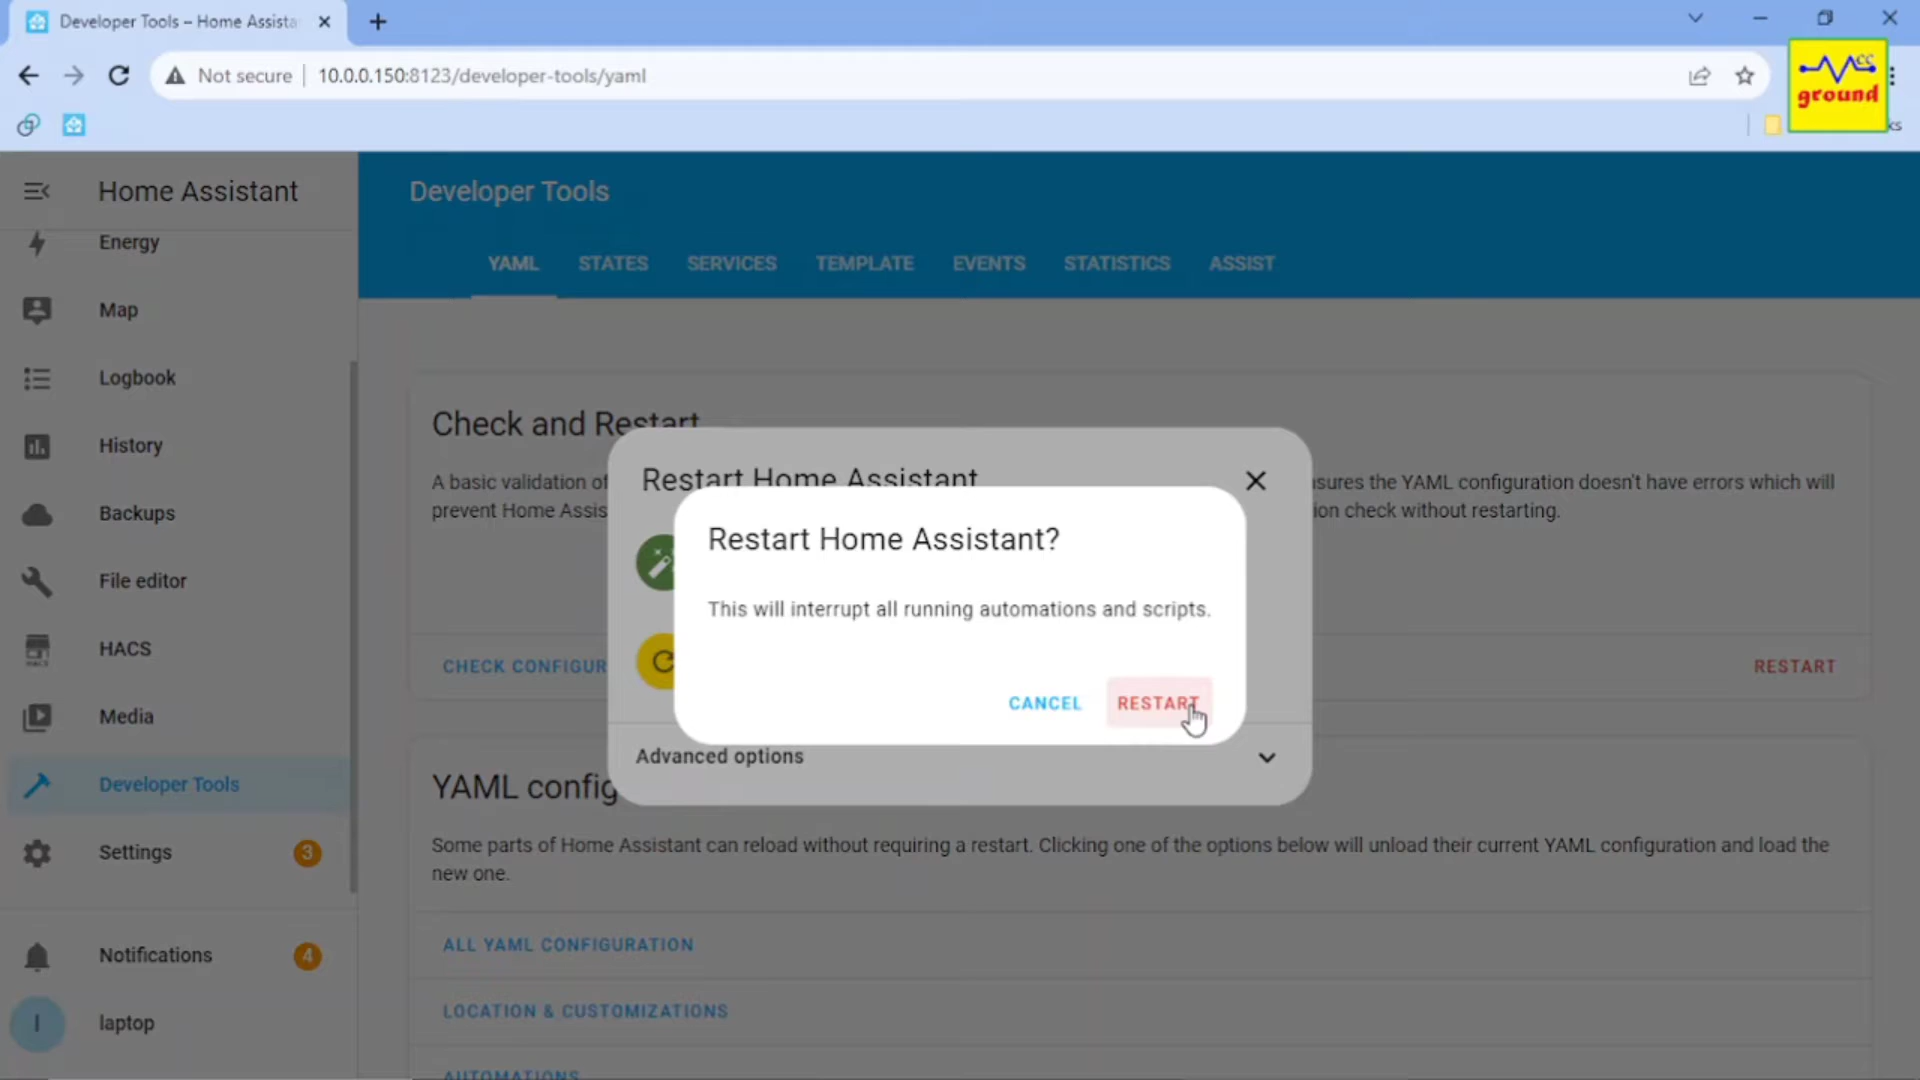 Developer Tools – Home Assista
Not secure
10.0.0.150:8123/developer-tools/yaml
CC
ground
ks
Home Assistant
Energy
Map
Logbook
History
Backups
File editor
HACS
HACS
Media
Developer Tools
Settings
3
Notifications
4
laptop
Developer Tools
YAML
STATES
SERVICES
TEMPLATE
EVENTS
STATISTICS
ASSIST
Check and Restart
A basic validation of
sures the YAML configuration doesn't have errors which will
prevent Home Assis
ion check without restarting.
CHECK CONFIGUR
RESTART
Restart Home Assistant
Restart Home Assistant?
This will interrupt all running automations and scripts.
CANCEL
RESTART
Advanced options
YAML config
Some parts of Home Assistant can reload without requiring a restart. Clicking one of the options below will unload their current YAML configuration and load the
new one.
ALL YAML CONFIGURATION
LOCATION & CUSTOMIZATIONS
AUTOMATIONS